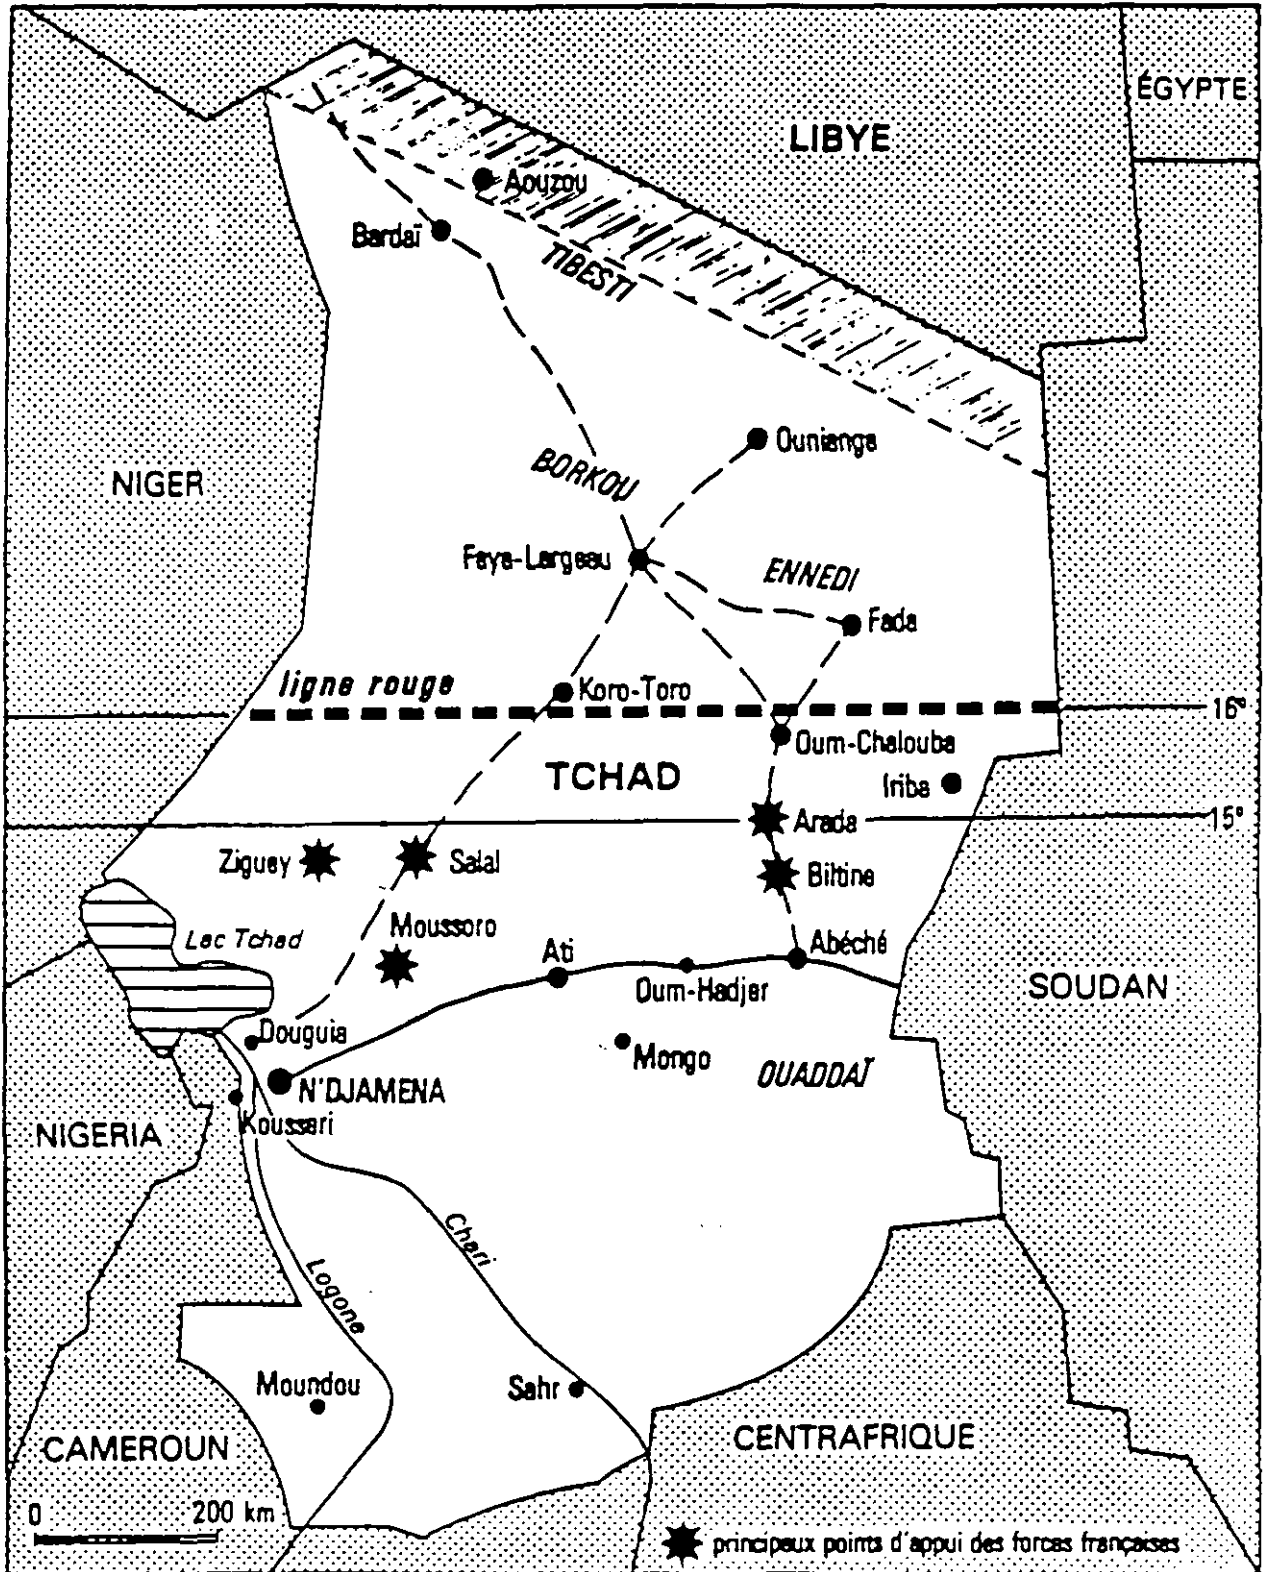 ÉGYPTE
LIBYE
Aouzou
Bardaï
TIBESTI
Ounianga
NIGER
BORKOU
Faya-Largeau
ENNEDI
Fada
ligne rouge
Koro-Toro
16°
Oum-Chalouba
TCHAD
Iriba
Arada
15°
Ziguey
Salal
Biltine
Moussoro
Lac Tchad
Ati
Abéché
Oum-Hadjer
SOUDAN
Douguia
Mongo
OUADDAÏ
N'DJAMENA
Kousseri
NIGERIA
Chari
Logone
Moundou
Sahr
CAMEROUN
CENTRAFRIQUE
0 200 km
principaux points d'appui des forces françaises